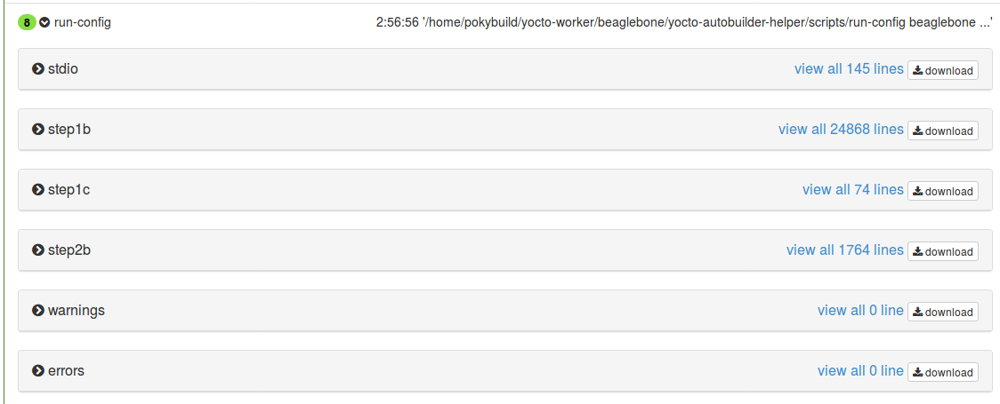 8 run-config 2:56:56 '/home/pokybuild/yocto-worker/beaglebone/yocto-autobuilder-helper/scripts/run-config beaglebone ...'
stdio view all 145 lines download
step1b view all 24868 lines download
step1c view all 74 lines download
step2b view all 1764 lines download
warnings view all 0 line download
errors view all 0 line download